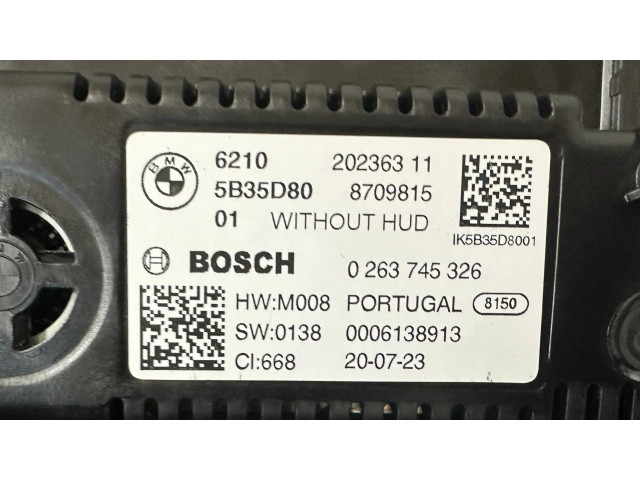 BMW
6210 202363 11
5B35D80 8709815
01 WITHOUT HUD
IK5B35D8001
BOSCH 0 263 745 326
HW:M008 PORTUGAL 8150
SW:0138 0006138913
CI:668 20-07-23